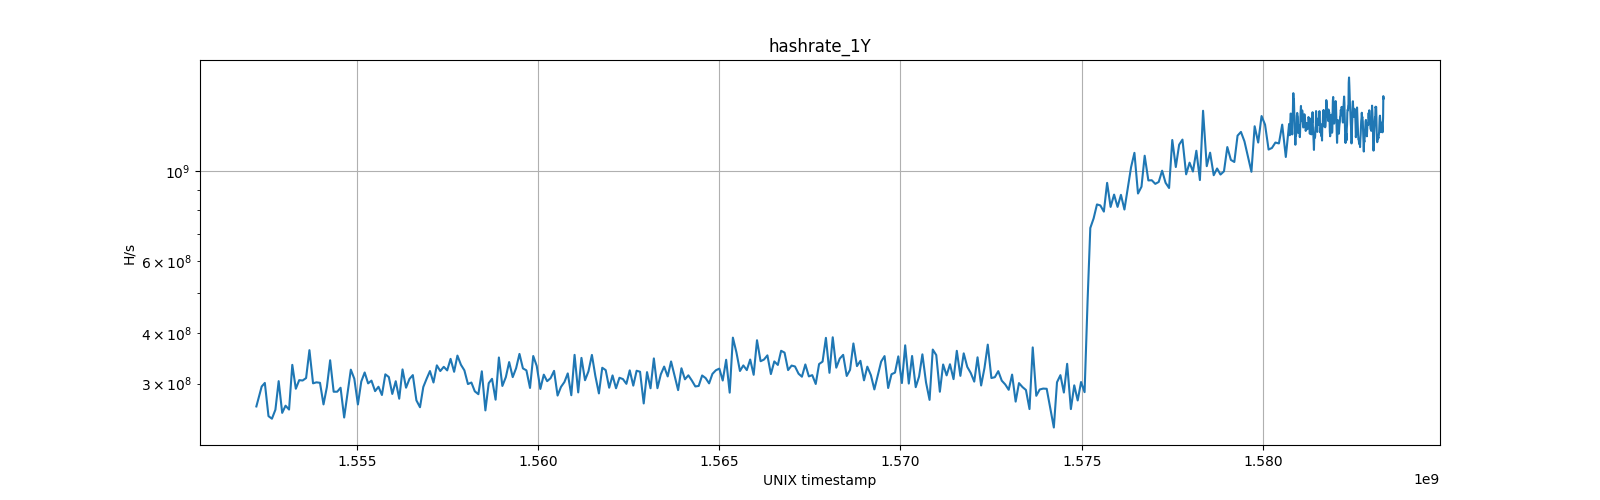 hashrate_1Y
H/s
10⁹
6 × 10⁸
4 × 10⁸
3 × 10⁸
1.555 1.560 1.565 1.570 1.575 1.580
1e9
UNIX timestamp